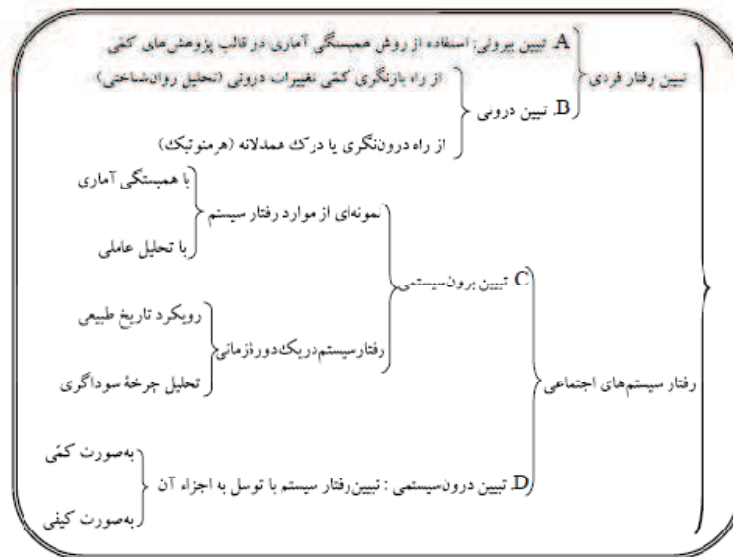 تبیین رفتار فردی
A. تبیین بیرونی: استفاده از روش همبستگی آماری در قالب پژوهش‌های کمّی
B. تبیین درونی
از راه بازنگری کمّی تغییرات درونی (تحلیل روان‌شناختی)
از راه درون‌نگری یا درک همدلانه (هرمنوتیک)
رفتار سیستم‌های اجتماعی
C. تبیین برون‌سیستمی
نمونه‌ای از موارد رفتار سیستم
با همبستگی آماری
با تحلیل عاملی
رفتار سیستم در یک دورهٔ زمانی
رویکرد تاریخ طبیعی
تحلیل چرخهٔ سوداگری
D. تبیین درون‌سیستمی : تبیین رفتار سیستم با توسل به اجزاء آن
به‌صورت کمّی
به‌صورت کیفی